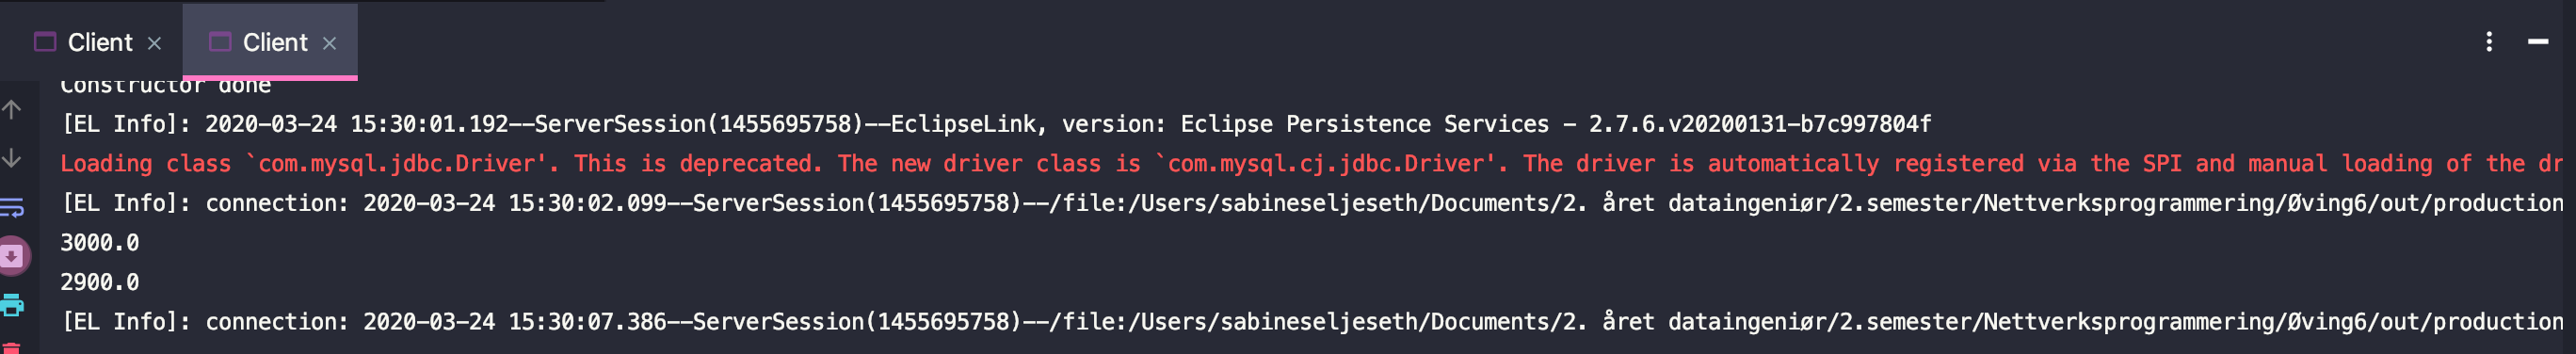 Client Client
Constructor done
[EL Info]: 2020-03-24 15:30:01.192--ServerSession(1455695758)--EclipseLink, version: Eclipse Persistence Services - 2.7.6.v20200131-b7c997804f
Loading class `com.mysql.jdbc.Driver'. This is deprecated. The new driver class is `com.mysql.cj.jdbc.Driver'. The driver is automatically registered via the SPI and manual loading of the dr
[EL Info]: connection: 2020-03-24 15:30:02.099--ServerSession(1455695758)--/file:/Users/sabineseljeseth/Documents/2. året dataingeniør/2.semester/Nettverksprogrammering/Øving6/out/production
3000.0
2900.0
[EL Info]: connection: 2020-03-24 15:30:07.386--ServerSession(1455695758)--/file:/Users/sabineseljeseth/Documents/2. året dataingeniør/2.semester/Nettverksprogrammering/Øving6/out/production